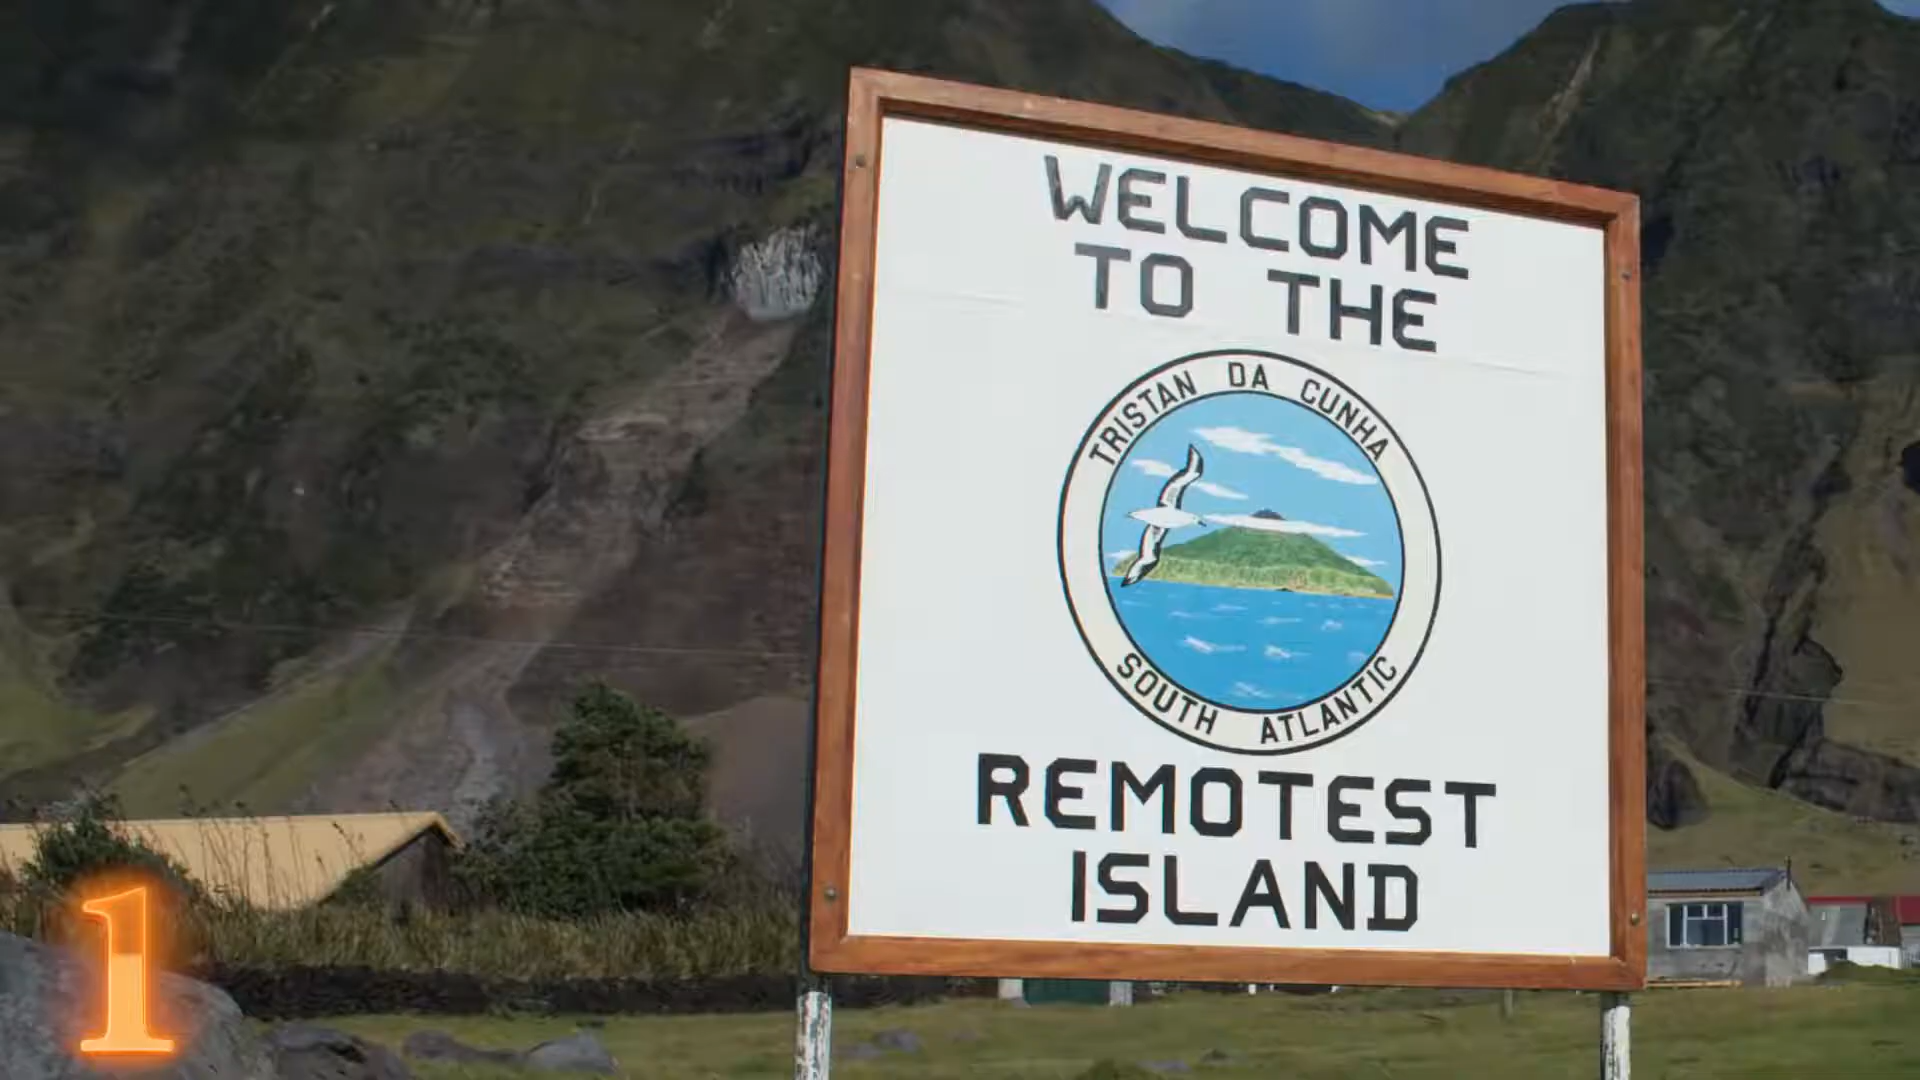 WELCOME
TO THE
TRISTAN DA CUNHA
SOUTH ATLANTIC
REMOTEST
ISLAND
1